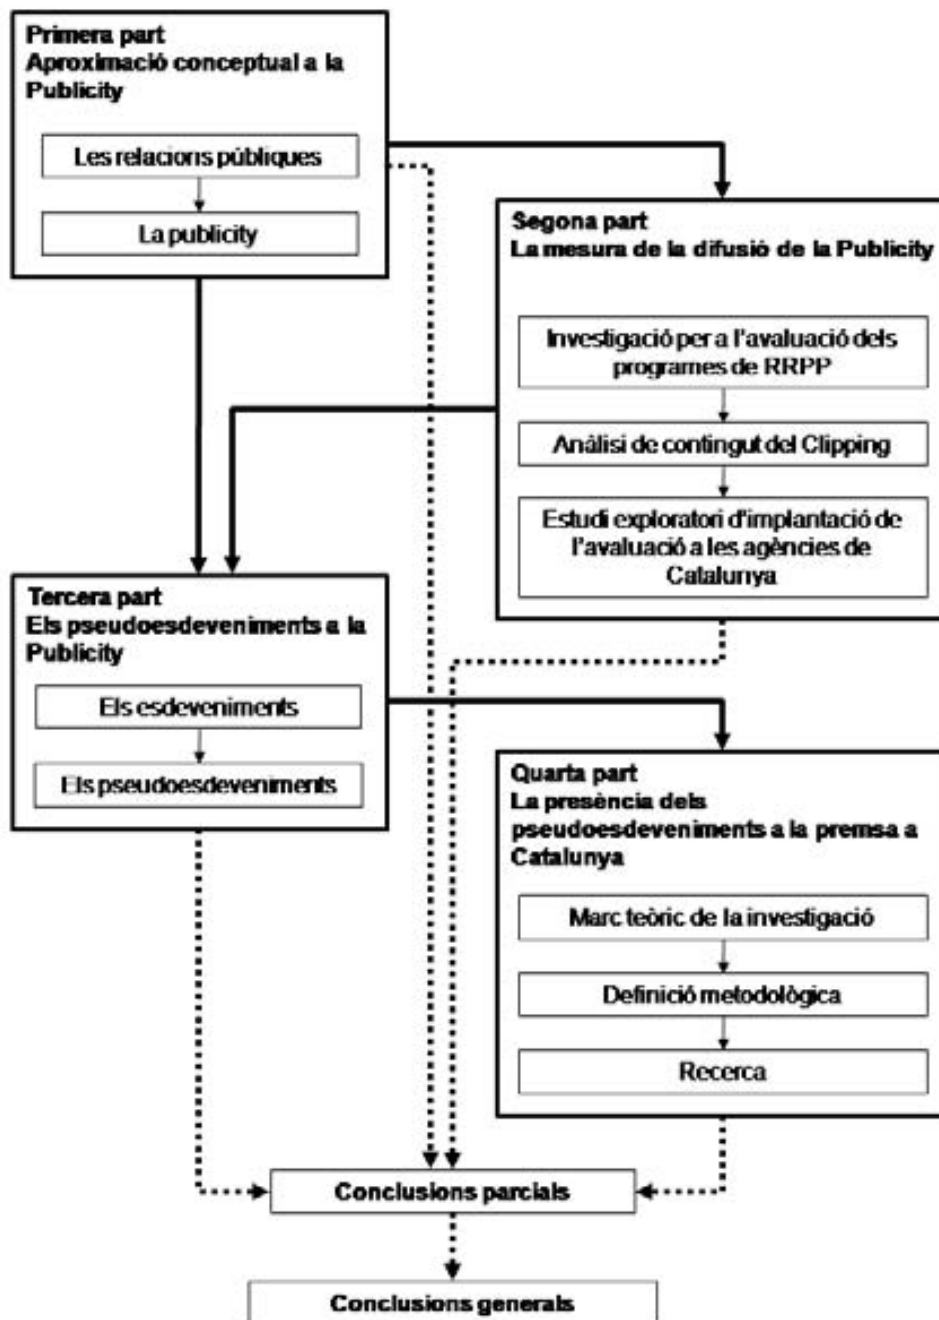 Primera part
Aproximació conceptual a la
Publicity
Les relacions públiques
La publicity
Segona part
La mesura de la difusió de la Publicity
Investigació per a l'avaluació dels
programes de RRPP
Anàlisi de contingut del Clipping
Estudi exploratori d'implantació de
l'avaluació a les agències de
Catalunya
Tercera part
Els pseudoesdeveniments a la
Publicity
Els esdeveniments
Els pseudoesdeveniments
Quarta part
La presència dels
pseudoesdeveniments a la premsa a
Catalunya
Marc teòric de la investigació
Definició metodològica
Recerca
Conclusions parcials
Conclusions generals